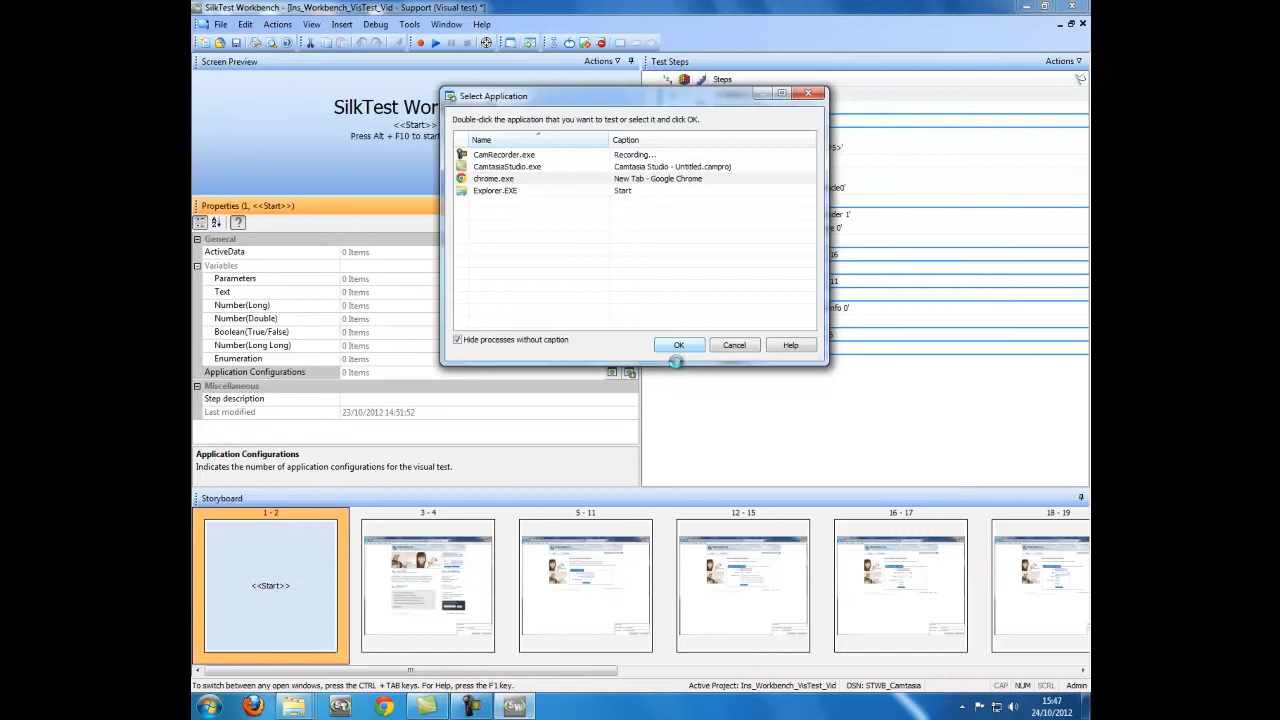 SilkTest Workbench - [Ins_Workbench_VisTest_Vid - Support (Visual test) *]
File Edit Actions View Insert Debug Tools Window Help
Screen Preview
Actions
Test Steps
Actions
Steps
SilkTest Wo
<<Start>>
Press Alt + F10 to start
Select Application
Double-click the application that you want to test or select it and click OK.
Name Caption
CamRecorder.exe Recording...
CamtasiaStudio.exe Camtasia Studio - Untitled.camproj
chrome.exe New Tab - Google Chrome
Explorer.EXE Start
Hide processes without caption
OK Cancel Help
Properties (1, <<Start>>)
General
ActiveData 0 Items
Variables
Parameters 0 Items
Text 0 Items
Number(Long) 0 Items
Number(Double) 0 Items
Boolean(True/False) 0 Items
Number(Long Long) 0 Items
Enumeration 0 Items
Application Configurations 0 Items
Miscellaneous
Step description
Last modified 23/10/2012 14:51:52
Application Configurations
Indicates the number of application configurations for the visual test.
Storyboard
1 - 2 3 - 4 5 - 11 12 - 15 16 - 17 18 - 19
<<Start>>
To switch between any open windows, press the CTRL + TAB keys. For Help, press the F1 key.
Active Project: Ins_Workbench_VisTest_Vid DSN: STWB_Camtasia CAP NUM SCRL Admin
15:47
24/10/2012